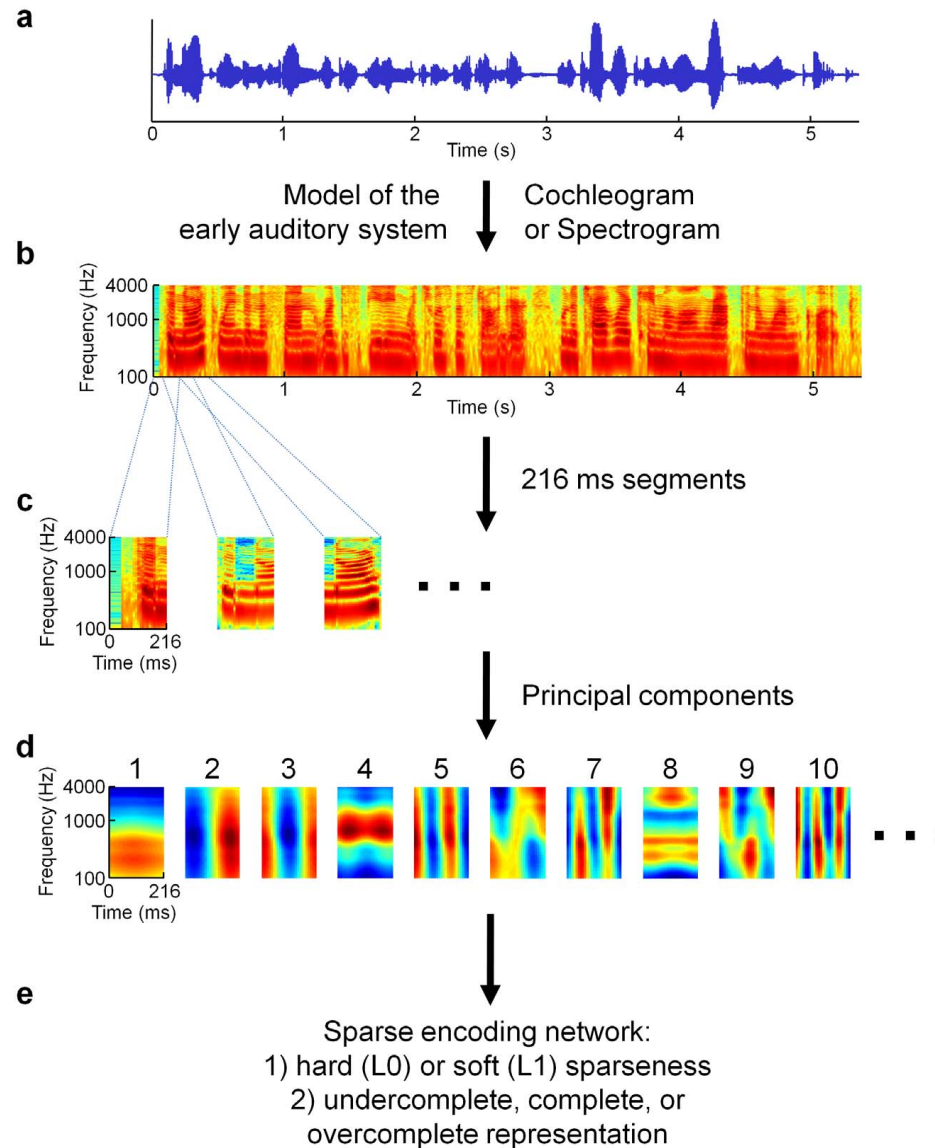 a
0 1 2 3 4 5
Time (s)
Model of the
early auditory system
Cochleogram
or Spectrogram
b
Frequency (Hz)
4000
1000
100
0 1 2 3 4 5
Time (s)
216 ms segments
c
Frequency (Hz)
4000
1000
100
0 216
Time (ms)
Principal components
d
1 2 3 4 5 6 7 8 9 10
Frequency (Hz)
4000
1000
100
0 216
Time (ms)
e
Sparse encoding network:
1) hard (L0) or soft (L1) sparseness
2) undercomplete, complete, or
overcomplete representation